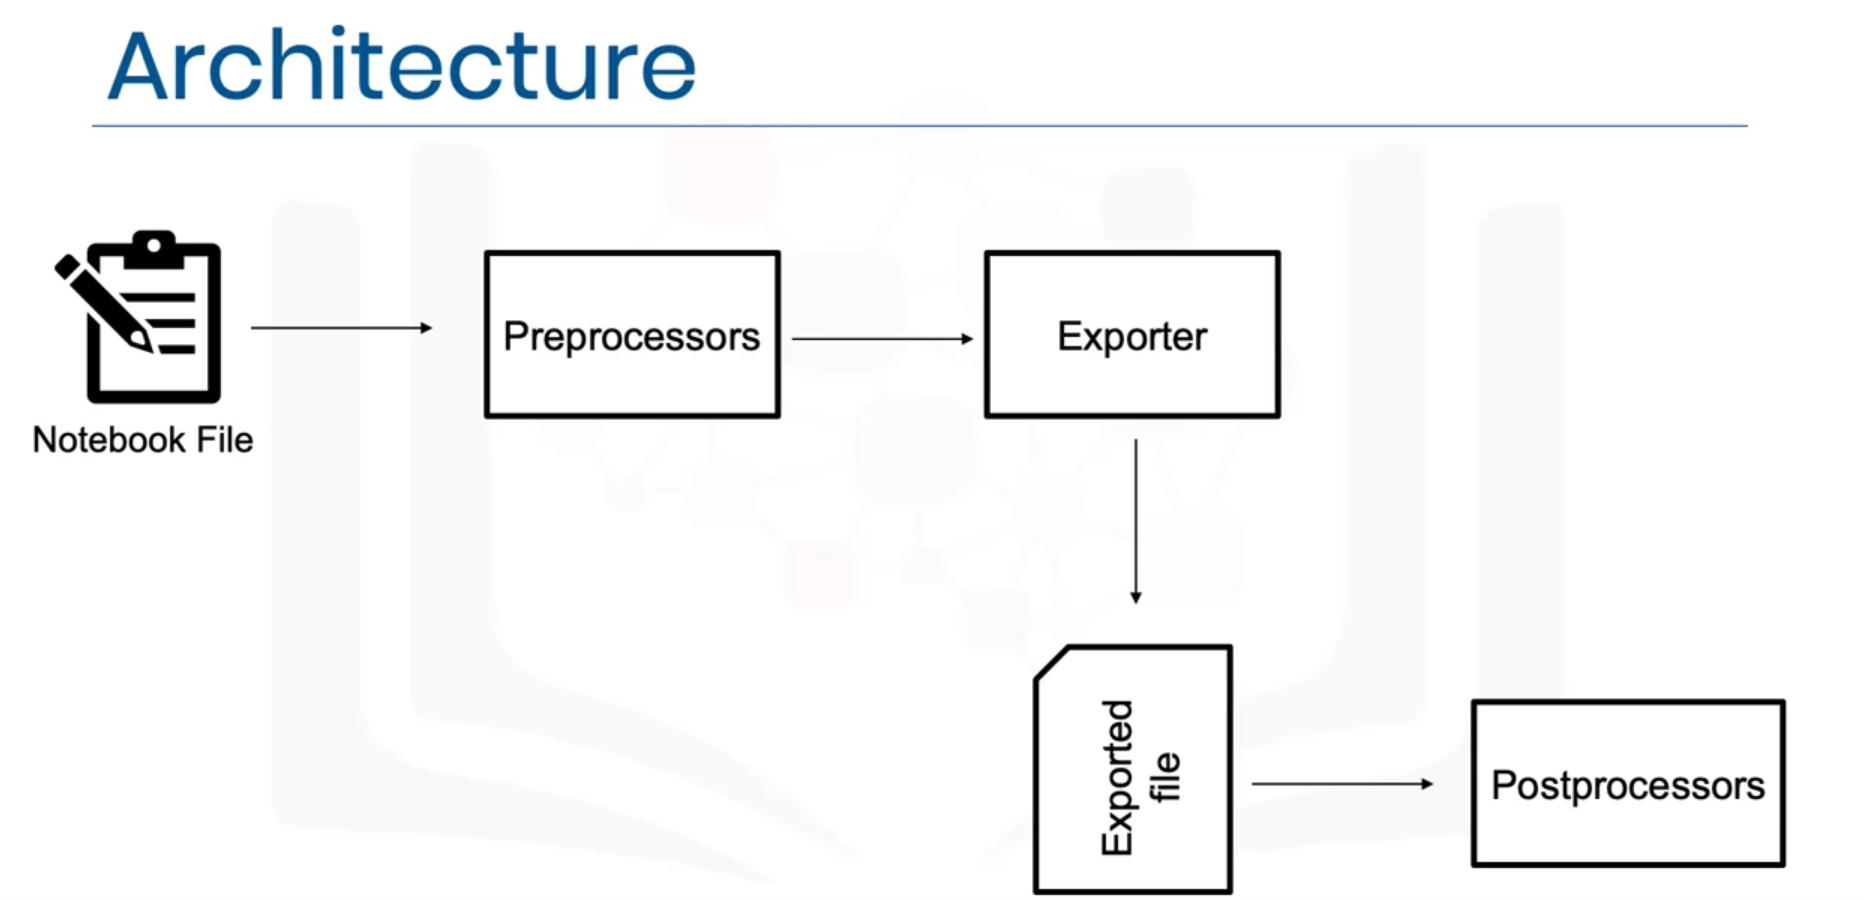 Architecture
Notebook File
Preprocessors
Exporter
Exported
file
Postprocessors